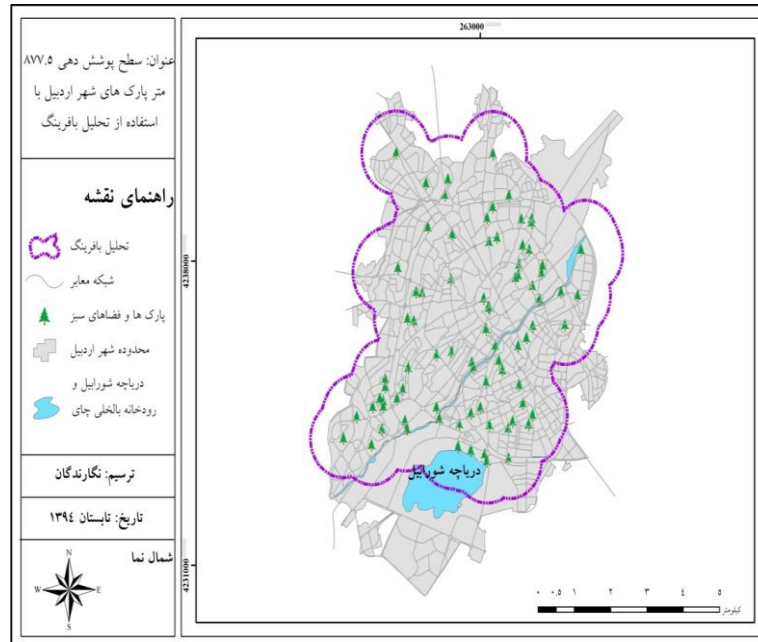 عنوان: سطح پوشش دهی ۸۷۷.۵
متر پارک های شهر اردبیل با
استفاده از تحلیل بافرینگ
راهنمای نقشه
تحلیل بافرینگ
شبکه معابر
پارک ها و فضاهای سبز
محدوده شهر اردبیل
دریاچه شورابیل و
رودخانه بالخلی چای
ترسیم: نگارندگان
تاریخ: تابستان ۱۳۹٤
شمال نما
N
W E
S
263000
4238000
4231000
دریاچه شورابیل
۰ ۰.۵ ۱ ۲ ۳ ٤ ۵
کیلومتر